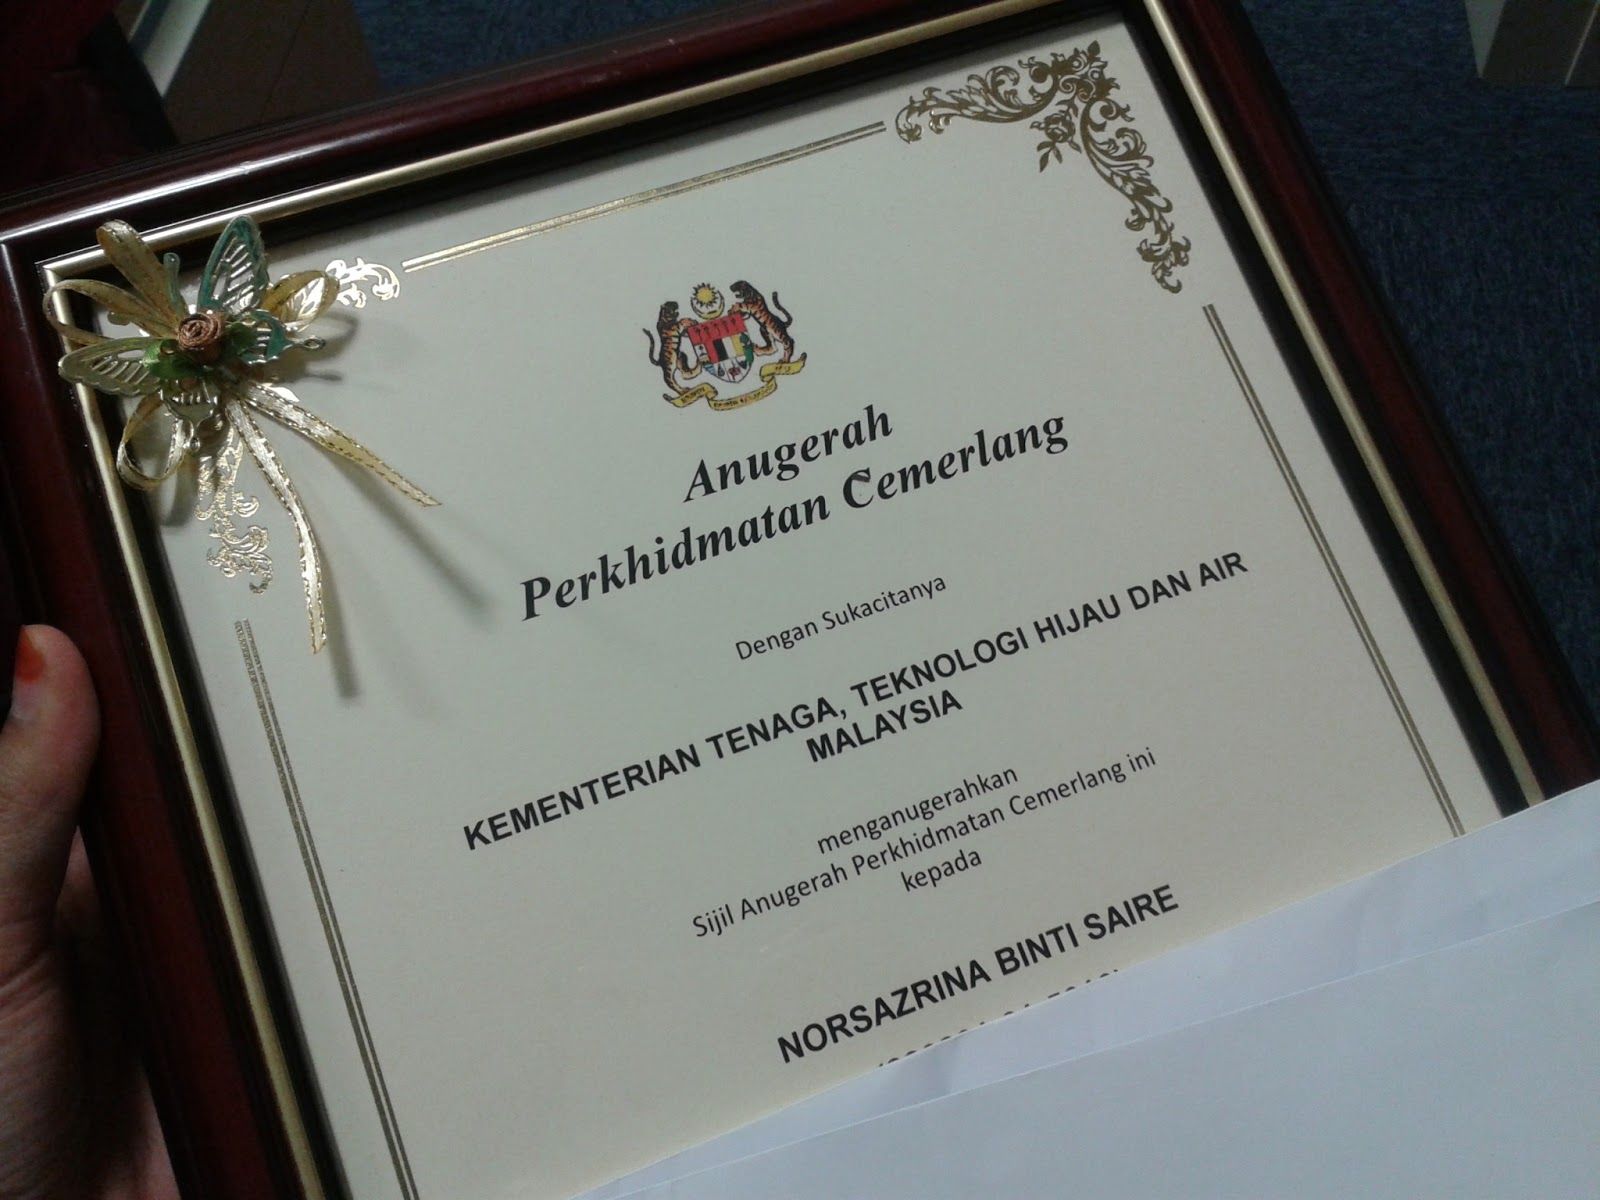 Anugerah
Perkhidmatan Cemerlang
Dengan Sukacitanya
KEMENTERIAN TENAGA, TEKNOLOGI HIJAU DAN AIR
MALAYSIA
menganugerahkan
Sijil Anugerah Perkhidmatan Cemerlang ini
kepada
NORSAZRINA BINTI SAIRE